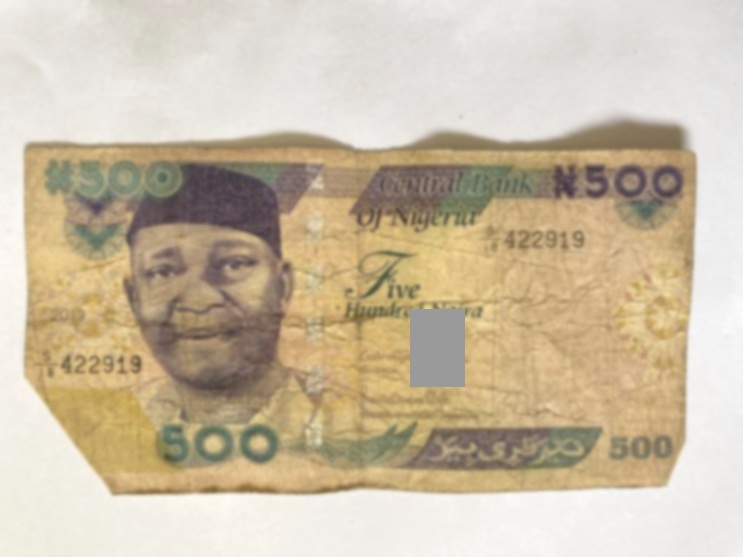 ₦500
Central Bank
₦500
Of Nigeria
422919
Five
Hundred Naira
422919
500
500